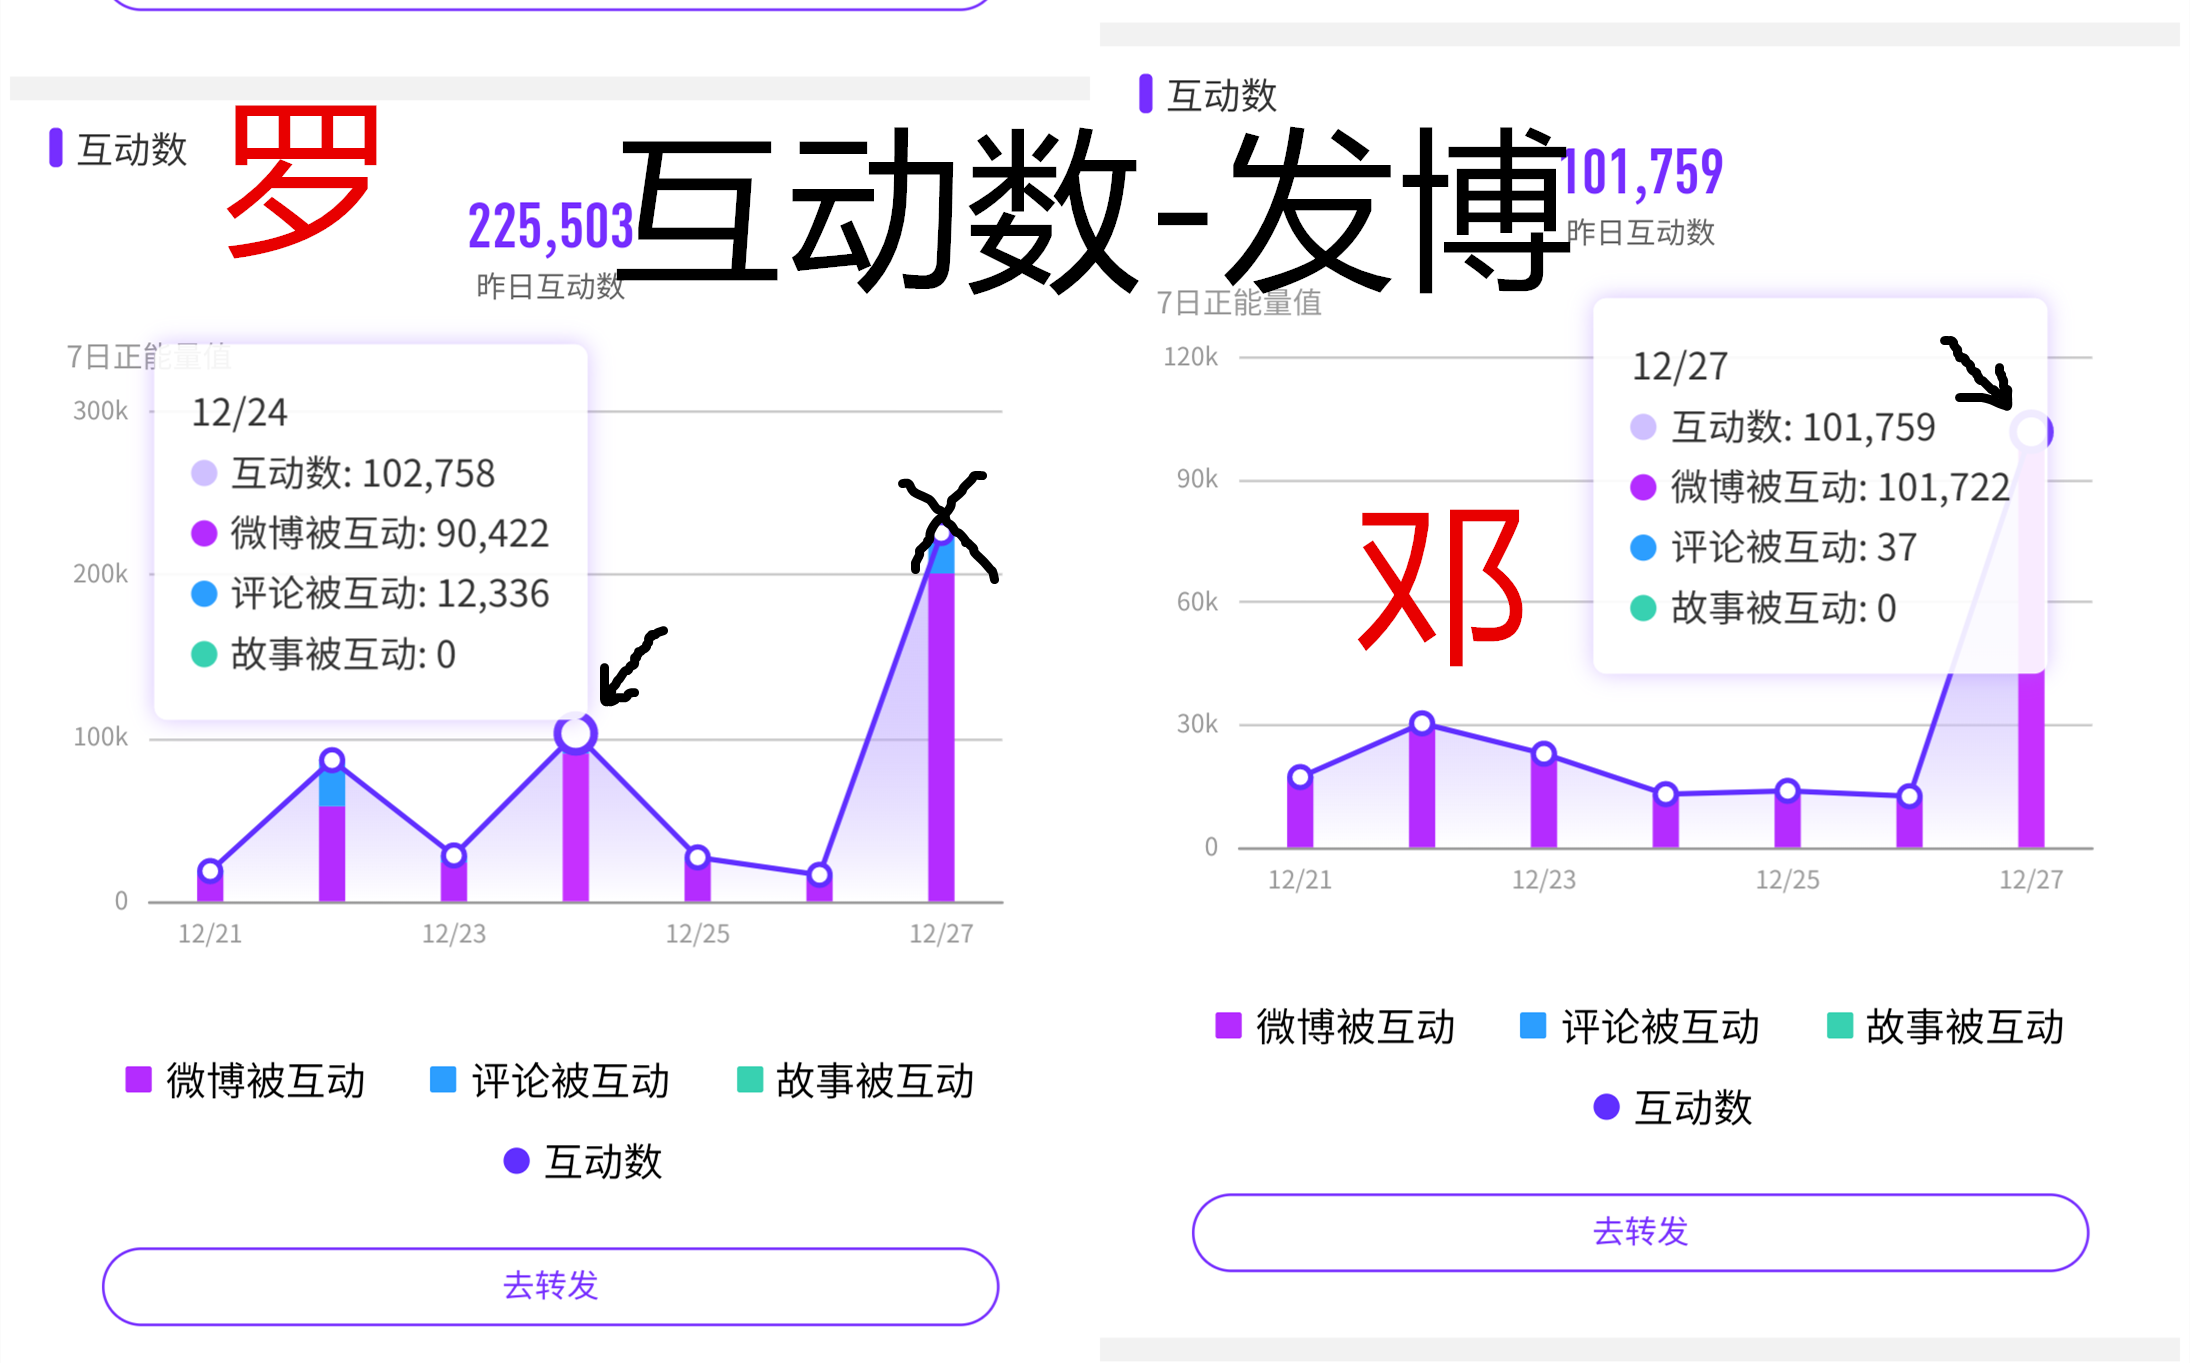 互动数
罗
225,503
昨日互动数
7日正能量值
300k
200k
100k
0
12/24
互动数: 102,758
微博被互动: 90,422
评论被互动: 12,336
故事被互动: 0
12/21
12/23
12/25
12/27
微博被互动
评论被互动
故事被互动
互动数
去转发
互动数-发博
互动数
101,759
昨日互动数
7日正能量值
120k
90k
60k
30k
0
12/27
互动数: 101,759
微博被互动: 101,722
评论被互动: 37
故事被互动: 0
邓
12/21
12/23
12/25
12/27
微博被互动
评论被互动
故事被互动
互动数
去转发